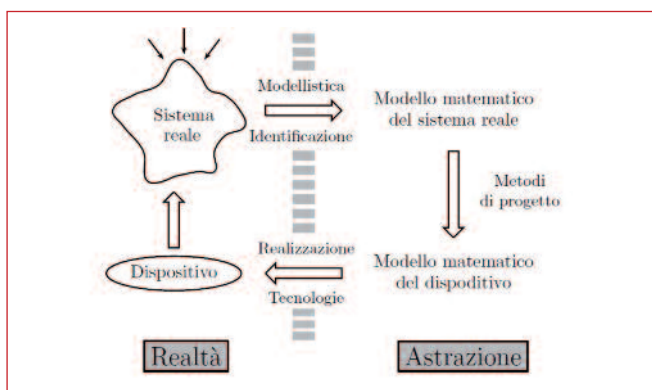 Modellistica
Sistema
reale
Identificazione
Modello matematico
del sistema reale
Metodi
di progetto
Realizzazione
Dispositivo
Tecnologie
Modello matematico
del dispoditivo
Realtà
Astrazione